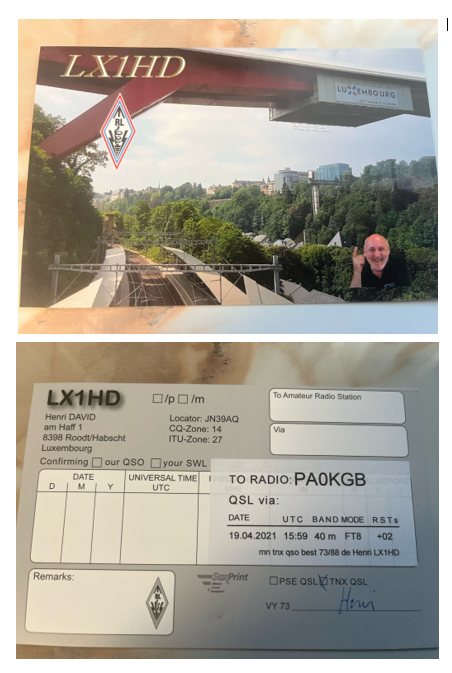 LX1HD
RL
LUXEMBOURG
LX1HD
□/p □/m
Henri DAVID
am Haff 1
8398 Roodt/Habscht
Luxembourg
Locator: JN39AQ
CQ-Zone: 14
ITU-Zone: 27
To Amateur Radio Station
Via
Confirming □ our QSO □ your SWL
DATE
D M Y
UNIVERSAL TIME
UTC
TO RADIO: PA0KGB
QSL via:
DATE UTC BAND MODE RSTs
19.04.2021 15:59 40 m FT8 +02
mn tnx qso best 73/88 de Henri LX1HD
Remarks:
Print
□ PSE QSL ☑ TNX QSL
VY 73 Henri